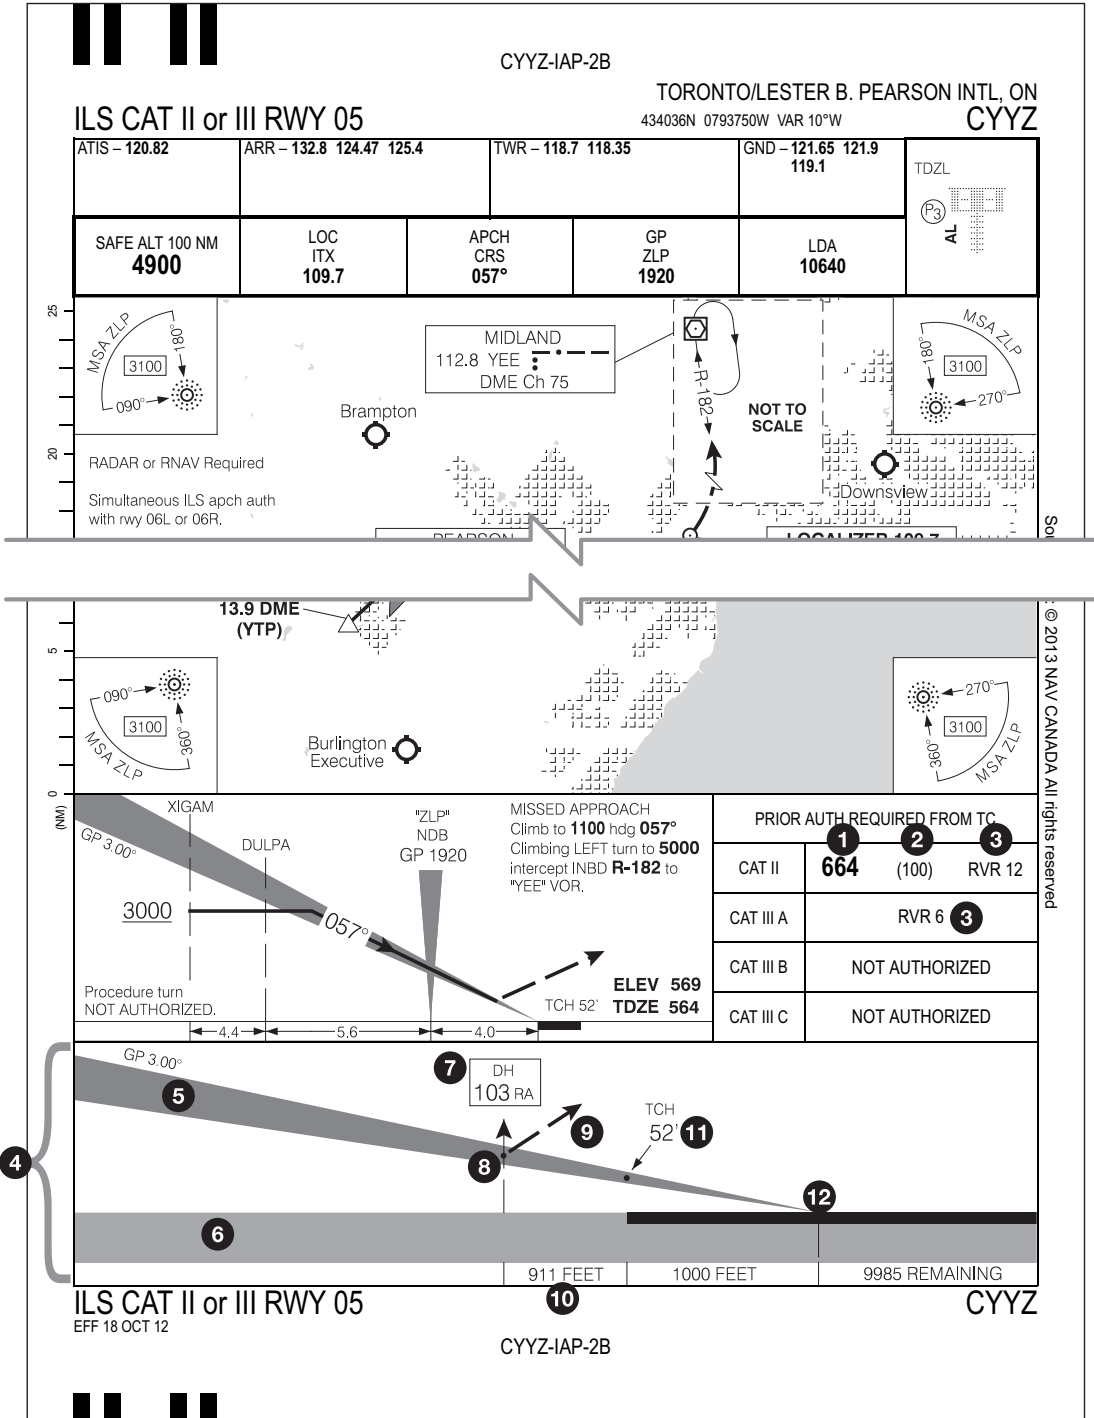 CYYZ-IAP-2B
TORONTO/LESTER B. PEARSON INTL, ON
ILS CAT II or III RWY 05
434036N 0793750W VAR 10°W
CYYZ
ATIS – 120.82
ARR – 132.8 124.47 125.4
TWR – 118.7 118.35
GND – 121.65 121.9
119.1
TDZL
P3
AL
SAFE ALT 100 NM
4900
LOC
ITX
109.7
APCH
CRS
057°
GP
ZLP
1920
LDA
10640
25
MSA ZLP
180°
3100
090°
MIDLAND
112.8 YEE
DME Ch 75
R-182
NOT TO
SCALE
MSA ZLP
180°
3100
270°
Brampton
20
RADAR or RNAV Required
Simultaneous ILS apch auth
with rwy 06L or 06R.
Downsview
PEARSON
LOCALIZER 109.7
Sou
13.9 DME
(YTP)
5
090°
3100
360°
MSA ZLP
Burlington
Executive
270°
3100
360°
MSA ZLP
0
(NM)
: © 2013 NAV CANADA All rights reserved
XIGAM
GP 3.00°
DULPA
"ZLP"
NDB
GP 1920
MISSED APPROACH
Climb to 1100 hdg 057°
Climbing LEFT turn to 5000
intercept INBD R-182 to
"YEE" VOR.
3000
057°
Procedure turn
NOT AUTHORIZED.
TCH 52'
ELEV 569
TDZE 564
4.4
5.6
4.0
PRIOR AUTH REQUIRED FROM TC
1 2 3
CAT II 664 (100) RVR 12
CAT III A RVR 6 3
CAT III B NOT AUTHORIZED
CAT III C NOT AUTHORIZED
GP 3.00°
5
7
DH
103 RA
9
TCH
52' 11
4
8
12
6
911 FEET
1000 FEET
9985 REMAINING
10
ILS CAT II or III RWY 05
CYYZ
EFF 18 OCT 12
CYYZ-IAP-2B